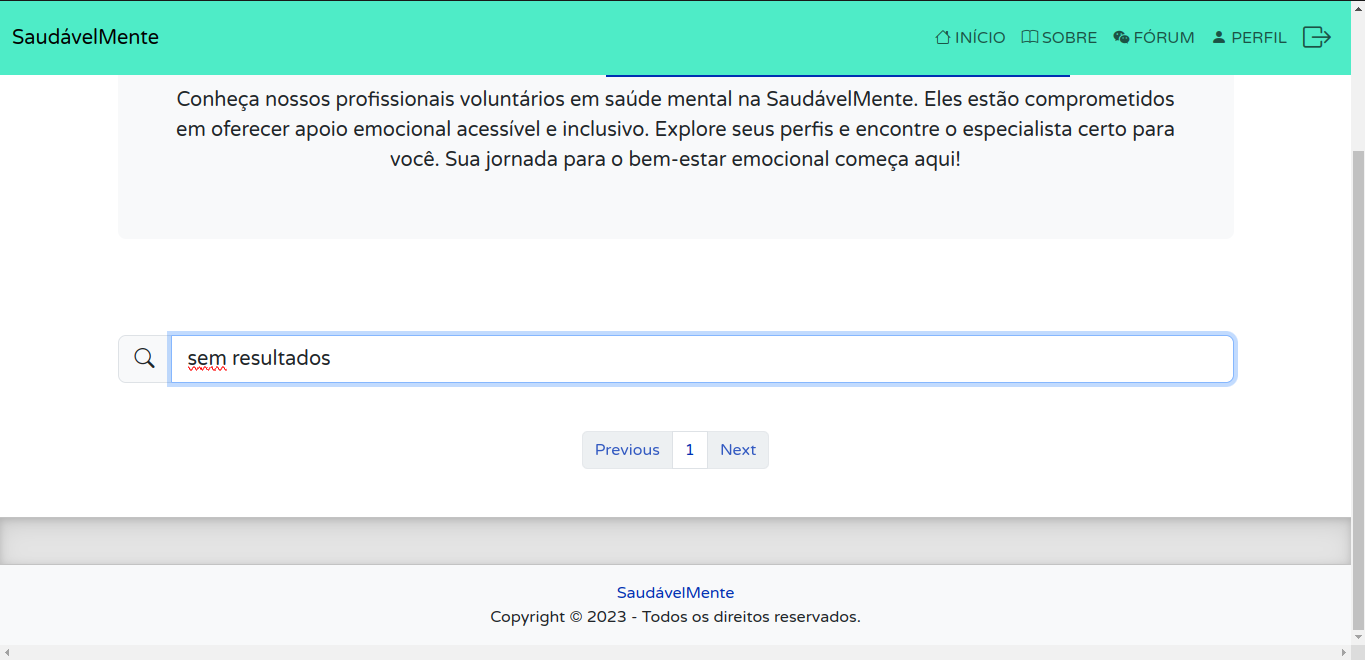 SaudávelMente
INÍCIO SOBRE FÓRUM PERFIL
Conheça nossos profissionais voluntários em saúde mental na SaudávelMente. Eles estão comprometidos
em oferecer apoio emocional acessível e inclusivo. Explore seus perfis e encontre o especialista certo para
você. Sua jornada para o bem-estar emocional começa aqui!
sem resultados
Previous 1 Next
SaudávelMente
Copyright © 2023 - Todos os direitos reservados.